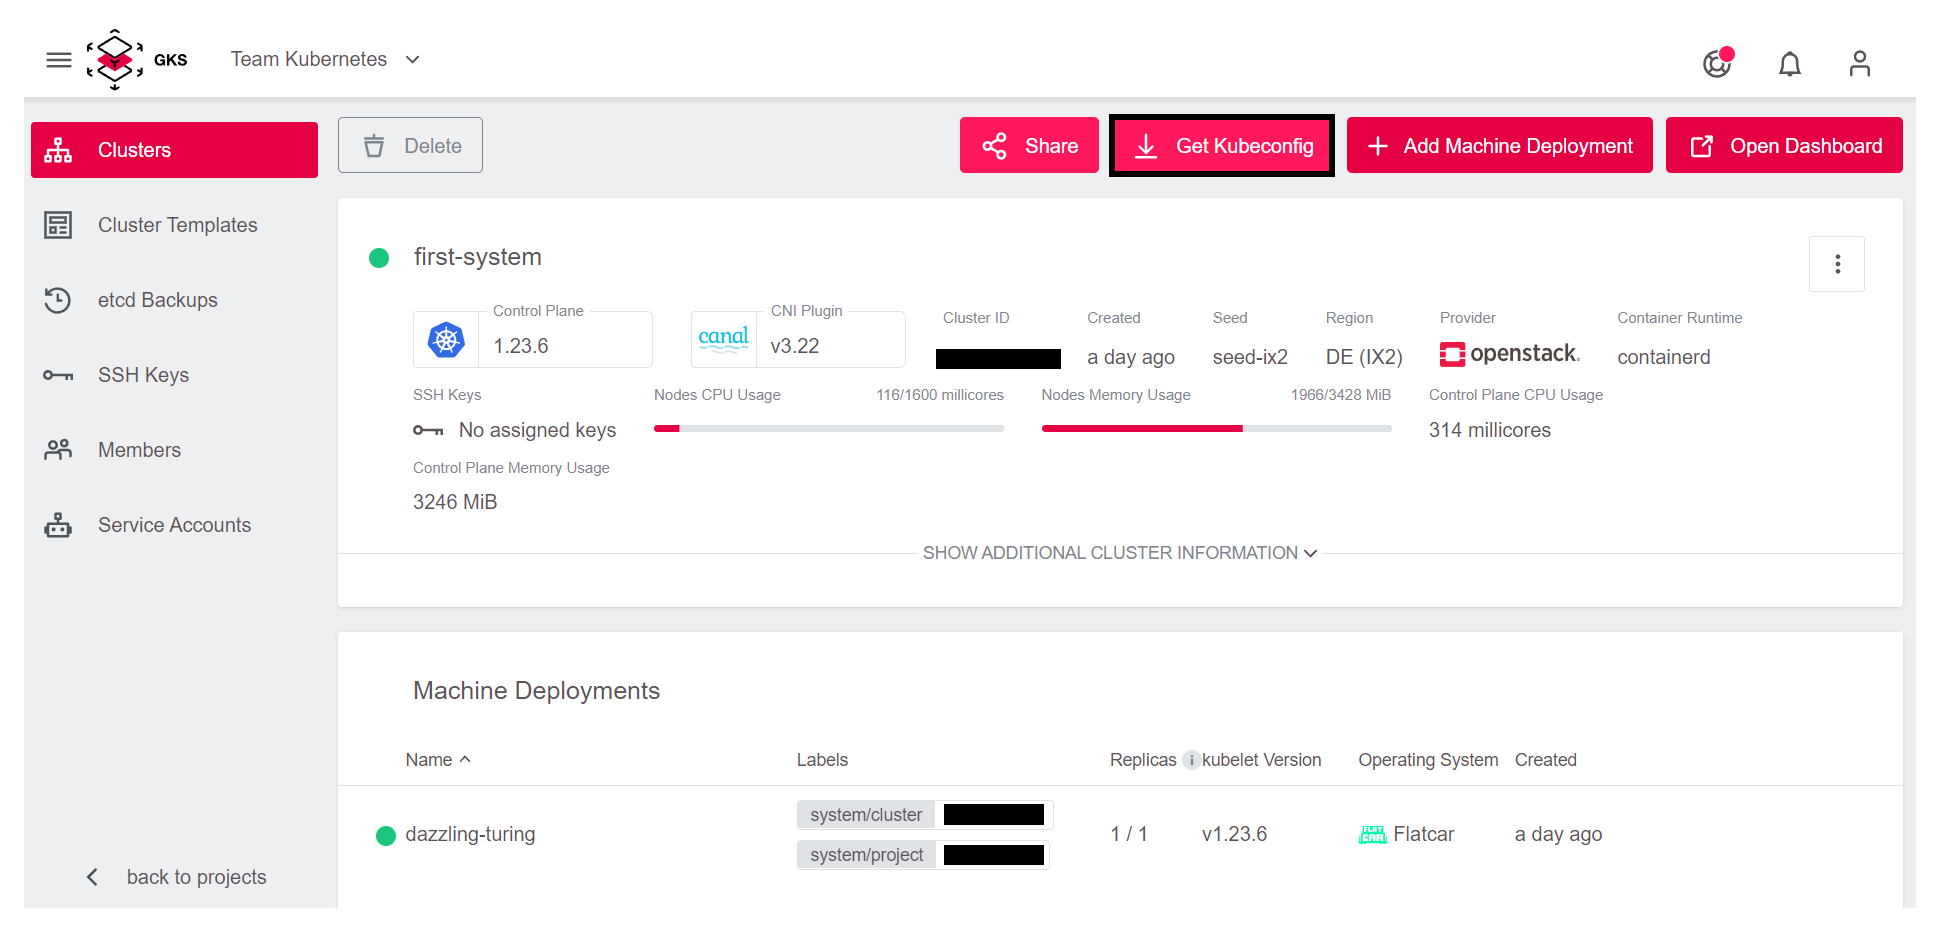 GKS
Team Kubernetes
Clusters
Cluster Templates
etcd Backups
SSH Keys
Members
Service Accounts
back to projects
Delete
Share
Get Kubeconfig
Add Machine Deployment
Open Dashboard
first-system
Control Plane
1.23.6
canal
CNI Plugin
v3.22
Cluster ID
Created
a day ago
Seed
seed-ix2
Region
DE (IX2)
Provider
openstack.
Container Runtime
containerd
SSH Keys
No assigned keys
Nodes CPU Usage 116/1600 millicores
Nodes Memory Usage 1966/3428 MiB
Control Plane CPU Usage
314 millicores
Control Plane Memory Usage
3246 MiB
SHOW ADDITIONAL CLUSTER INFORMATION
Machine Deployments
Name Labels Replicas i kubelet Version Operating System Created
dazzling-turing
system/cluster
system/project
1 / 1
v1.23.6
FLAT
CAR
Flatcar
a day ago